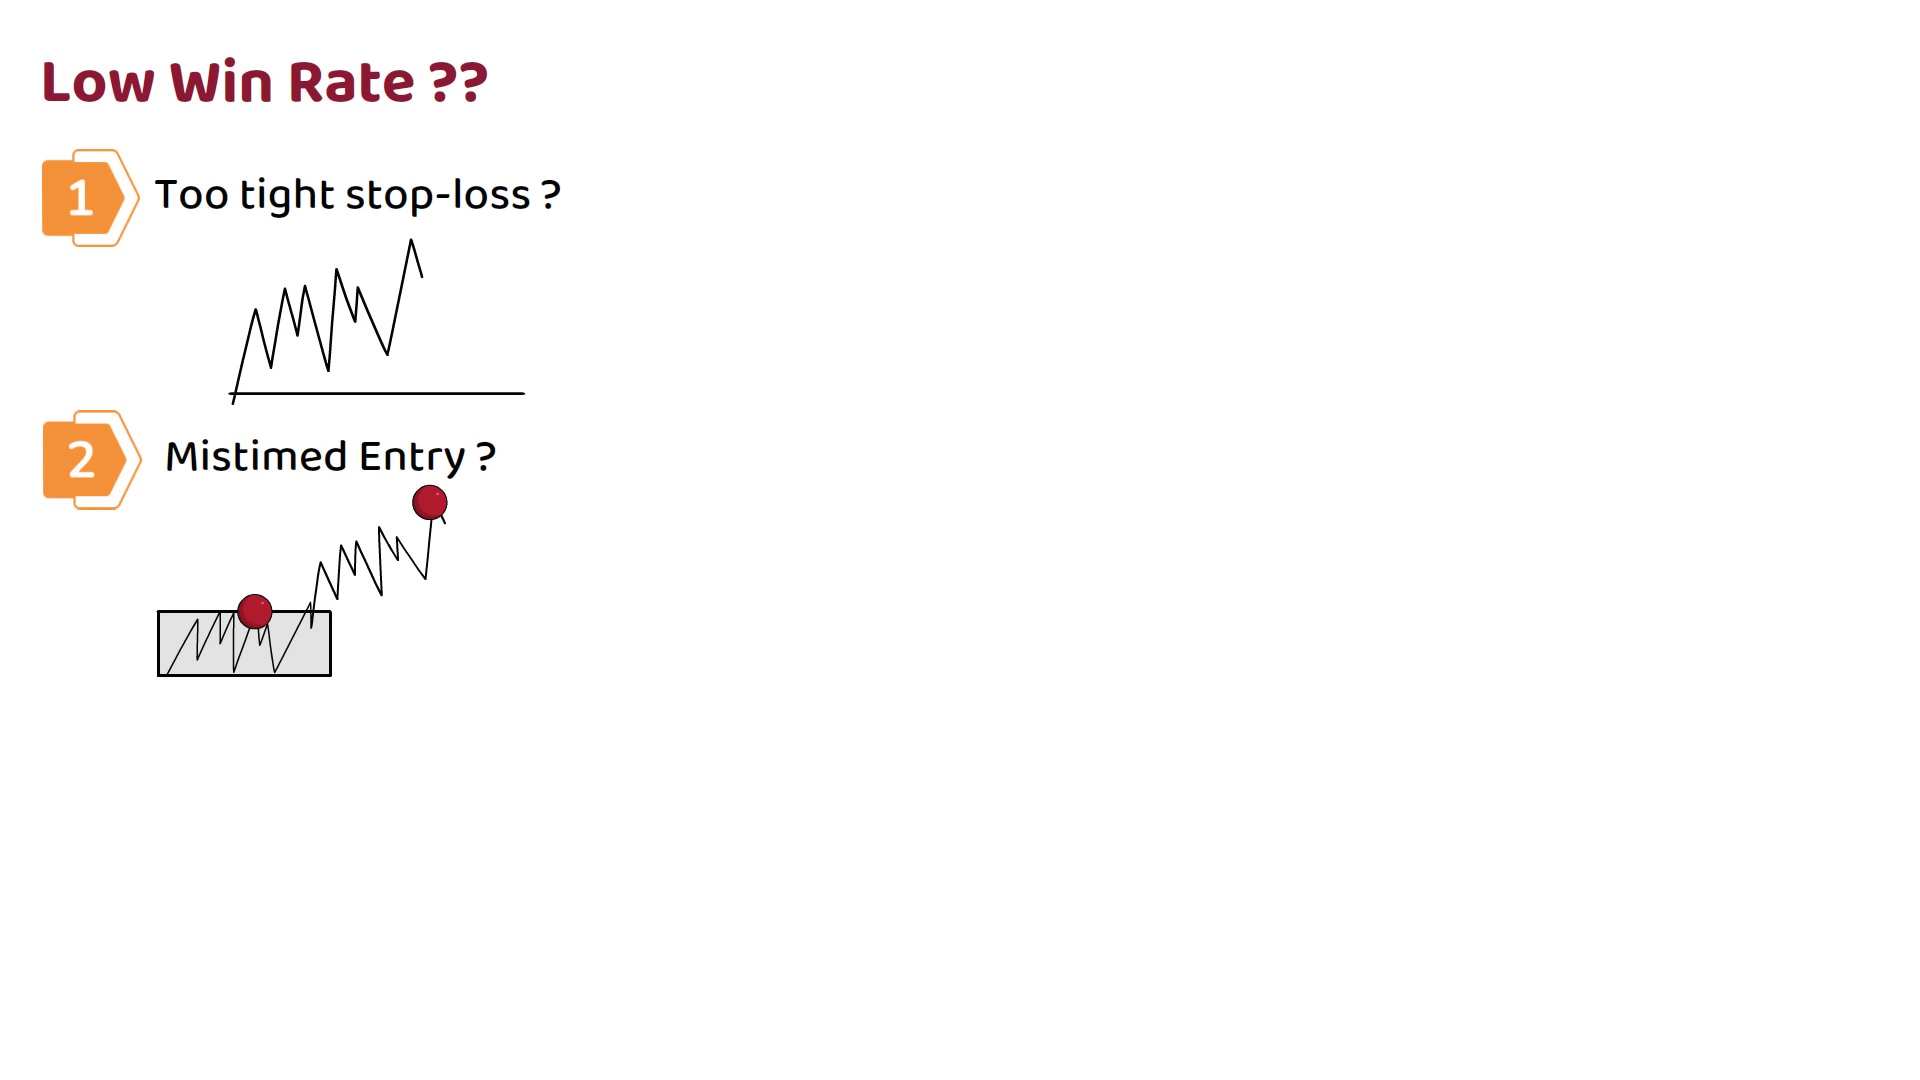 Low Win Rate ??
1
Too tight stop-loss ?
2
Mistimed Entry ?